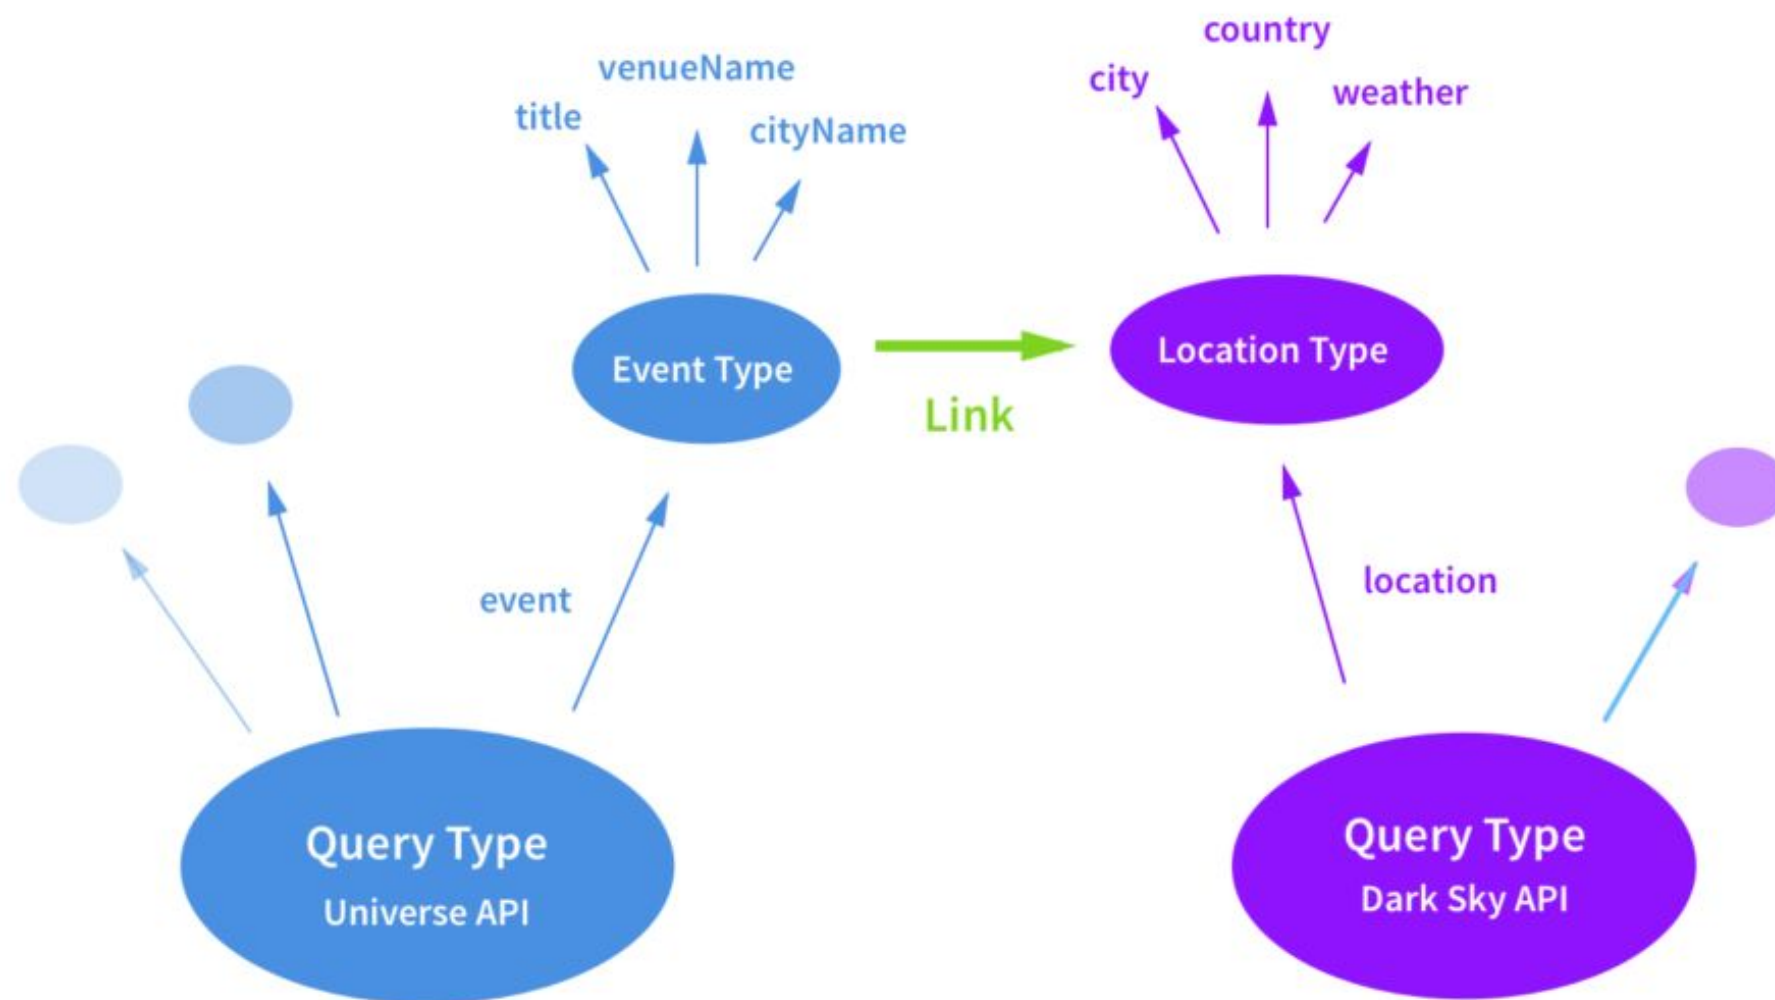 country
venueName
city
weather
title
cityName
Event Type
Location Type
Link
event
location
Query Type
Universe API
Query Type
Dark Sky API